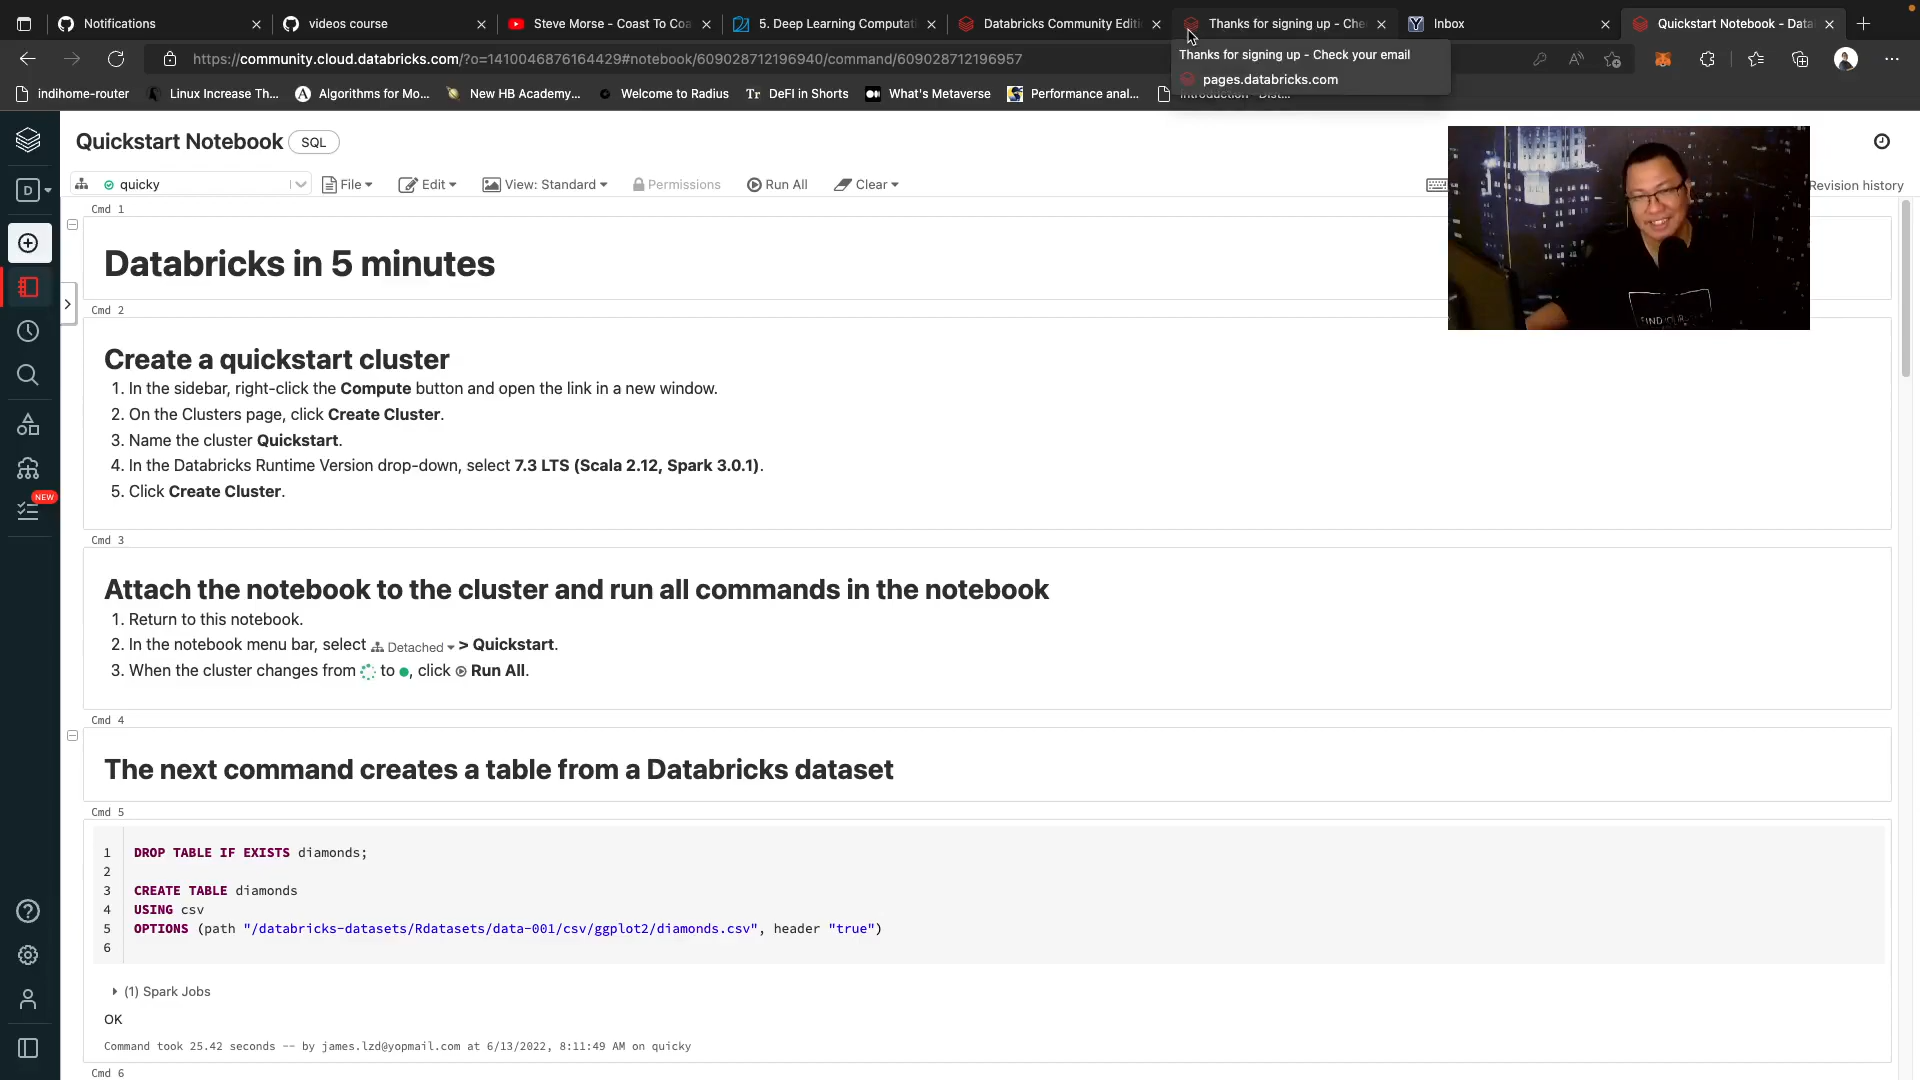 Notifications
videos course
Steve Morse - Coast To Coa
5. Deep Learning Computat
Databricks Community Editi
Thanks for signing up - Che
Inbox
Quickstart Notebook - Data
https://community.cloud.databricks.com/?o=1410046876164429#notebook/609028712196940/command/609028712196957
Thanks for signing up - Check your email
pages.databricks.com
indihome-router
Linux Increase Th...
Algorithms for Mo...
New HB Academy...
Welcome to Radius
Tr DeFI in Shorts
What's Metaverse
Performance anal...
Introduction - Dist...
Quickstart Notebook SQL
D
quicky
File
Edit
View: Standard
Permissions
Run All
Clear
Revision history
Cmd 1
Databricks in 5 minutes
Cmd 2
Create a quickstart cluster
1. In the sidebar, right-click the Compute button and open the link in a new window.
2. On the Clusters page, click Create Cluster.
3. Name the cluster Quickstart.
4. In the Databricks Runtime Version drop-down, select 7.3 LTS (Scala 2.12, Spark 3.0.1).
5. Click Create Cluster.
NEW
Cmd 3
Attach the notebook to the cluster and run all commands in the notebook
1. Return to this notebook.
2. In the notebook menu bar, select Detached > Quickstart.
3. When the cluster changes from to , click Run All.
Cmd 4
The next command creates a table from a Databricks dataset
Cmd 5
1 DROP TABLE IF EXISTS diamonds;
2
3 CREATE TABLE diamonds
4 USING csv
5 OPTIONS (path "/databricks-datasets/Rdatasets/data-001/csv/ggplot2/diamonds.csv", header "true")
6
(1) Spark Jobs
OK
Command took 25.42 seconds -- by james.lzd@yopmail.com at 6/13/2022, 8:11:49 AM on quicky
Cmd 6
FIND